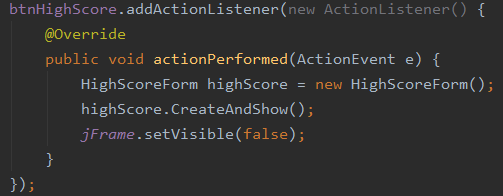 btnHighScore.addActionListener(new ActionListener() {
    @Override
    public void actionPerformed(ActionEvent e) {
        HighScoreForm highScore = new HighScoreForm();
        highScore.CreateAndShow();
        jFrame.setVisible(false);
    }
});